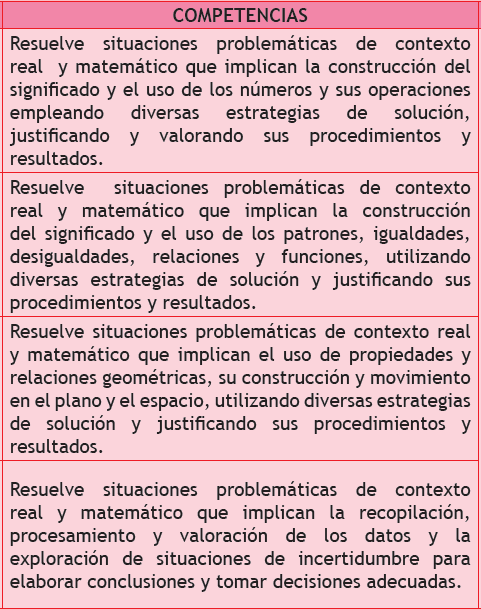 COMPETENCIAS
Resuelve situaciones problemáticas de contexto
real y matemático que implican la construcción del
significado y el uso de los números y sus operaciones
empleando diversas estrategias de solución,
justificando y valorando sus procedimientos y
resultados.
Resuelve situaciones problemáticas de contexto
real y matemático que implican la construcción
del significado y el uso de los patrones, igualdades,
desigualdades, relaciones y funciones, utilizando
diversas estrategias de solución y justificando sus
procedimientos y resultados.
Resuelve situaciones problemáticas de contexto real
y matemático que implican el uso de propiedades y
relaciones geométricas, su construcción y movimiento
en el plano y el espacio, utilizando diversas estrategias
de solución y justificando sus procedimientos y
resultados.
Resuelve situaciones problemáticas de contexto
real y matemático que implican la recopilación,
procesamiento y valoración de los datos y la
exploración de situaciones de incertidumbre para
elaborar conclusiones y tomar decisiones adecuadas.